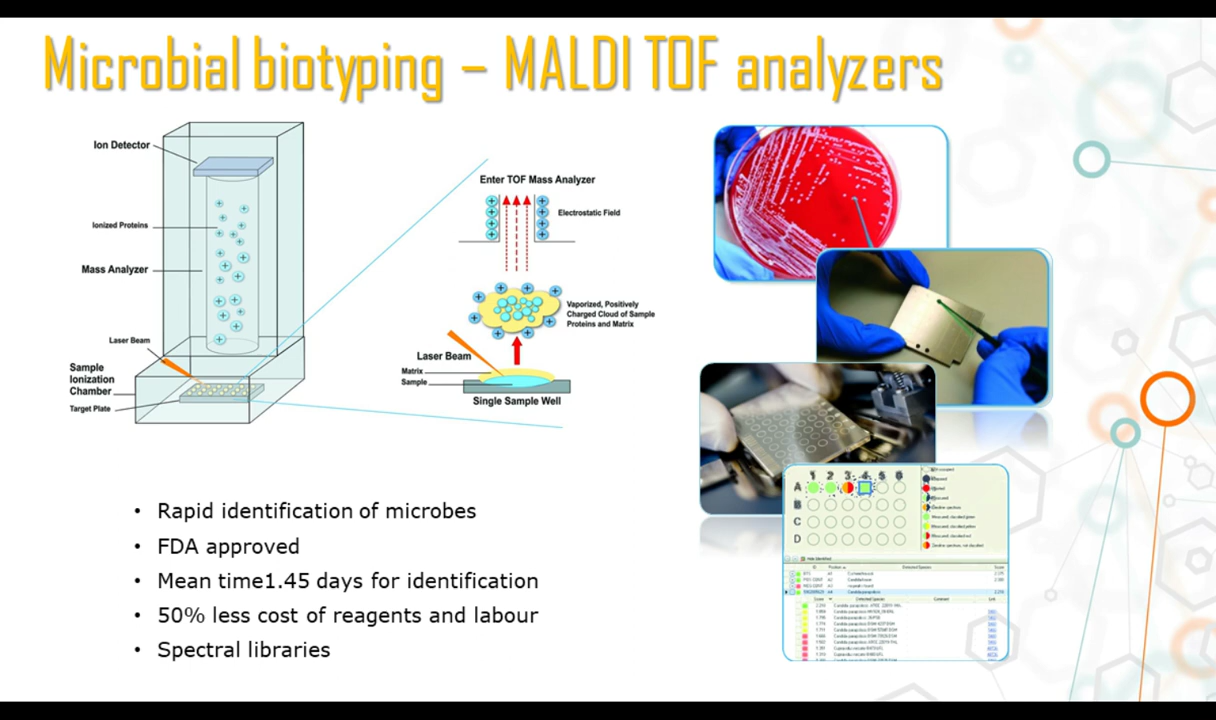 Microbial biotyping – MALDI TOF analyzers
Ion Detector
Ionized Proteins
Mass Analyzer
Laser Beam
Sample
Ionization
Chamber
Target Plate
Enter TOF Mass Analyzer
Electrostatic Field
Vaporized, Positively
Charged Cloud of Sample
Proteins and Matrix
Laser Beam
Matrix
Sample
Single Sample Well
• Rapid identification of microbes
• FDA approved
• Mean time1.45 days for identification
• 50% less cost of reagents and labour
• Spectral libraries
1 2 3 4 5 6
A
B
C
D